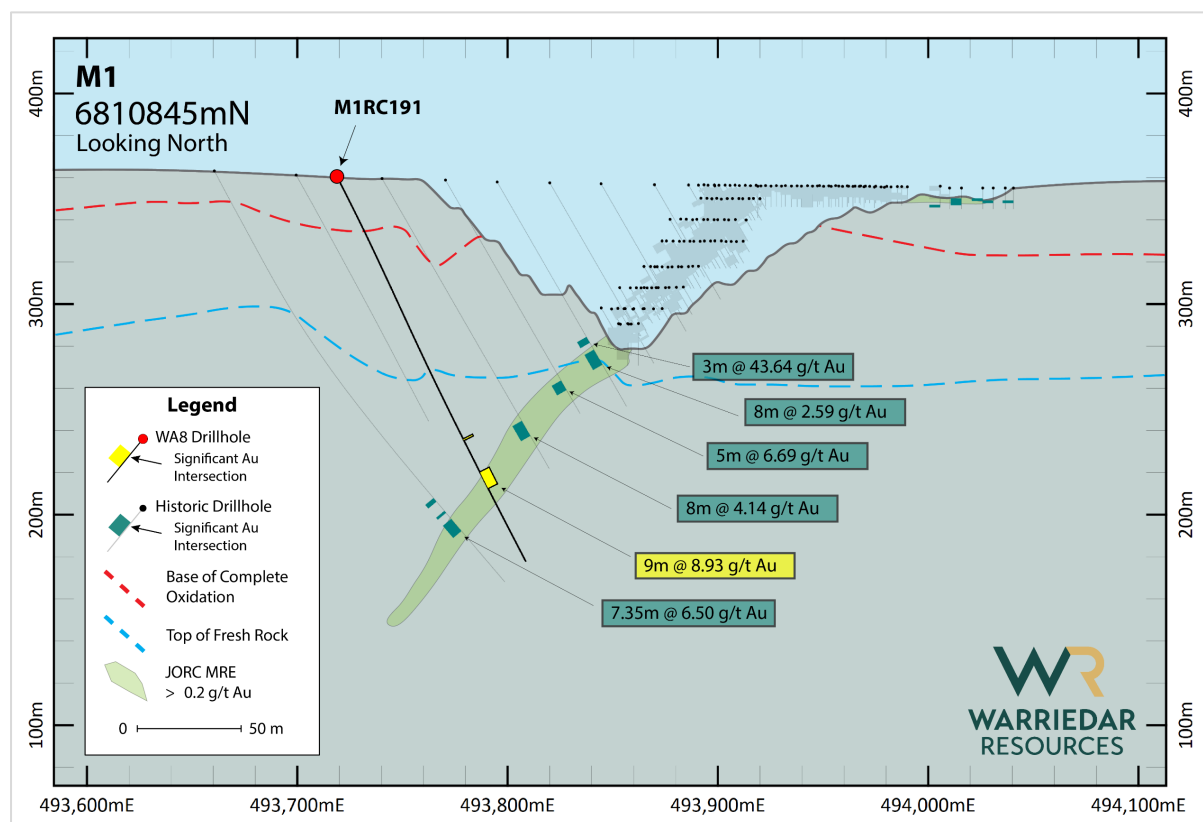 M1
6810845mN
Looking North
M1RC191
400m
300m
200m
100m
400m
300m
200m
100m
3m @ 43.64 g/t Au
8m @ 2.59 g/t Au
5m @ 6.69 g/t Au
8m @ 4.14 g/t Au
9m @ 8.93 g/t Au
7.35m @ 6.50 g/t Au
Legend
WA8 Drillhole
Significant Au
Intersection
Historic Drillhole
Significant Au
Intersection
Base of Complete
Oxidation
Top of Fresh Rock
JORC MRE
> 0.2 g/t Au
0 50 m
WR
WARRIEDAR
RESOURCES
493,600mE
493,700mE
493,800mE
493,900mE
494,000mE
494,100mE